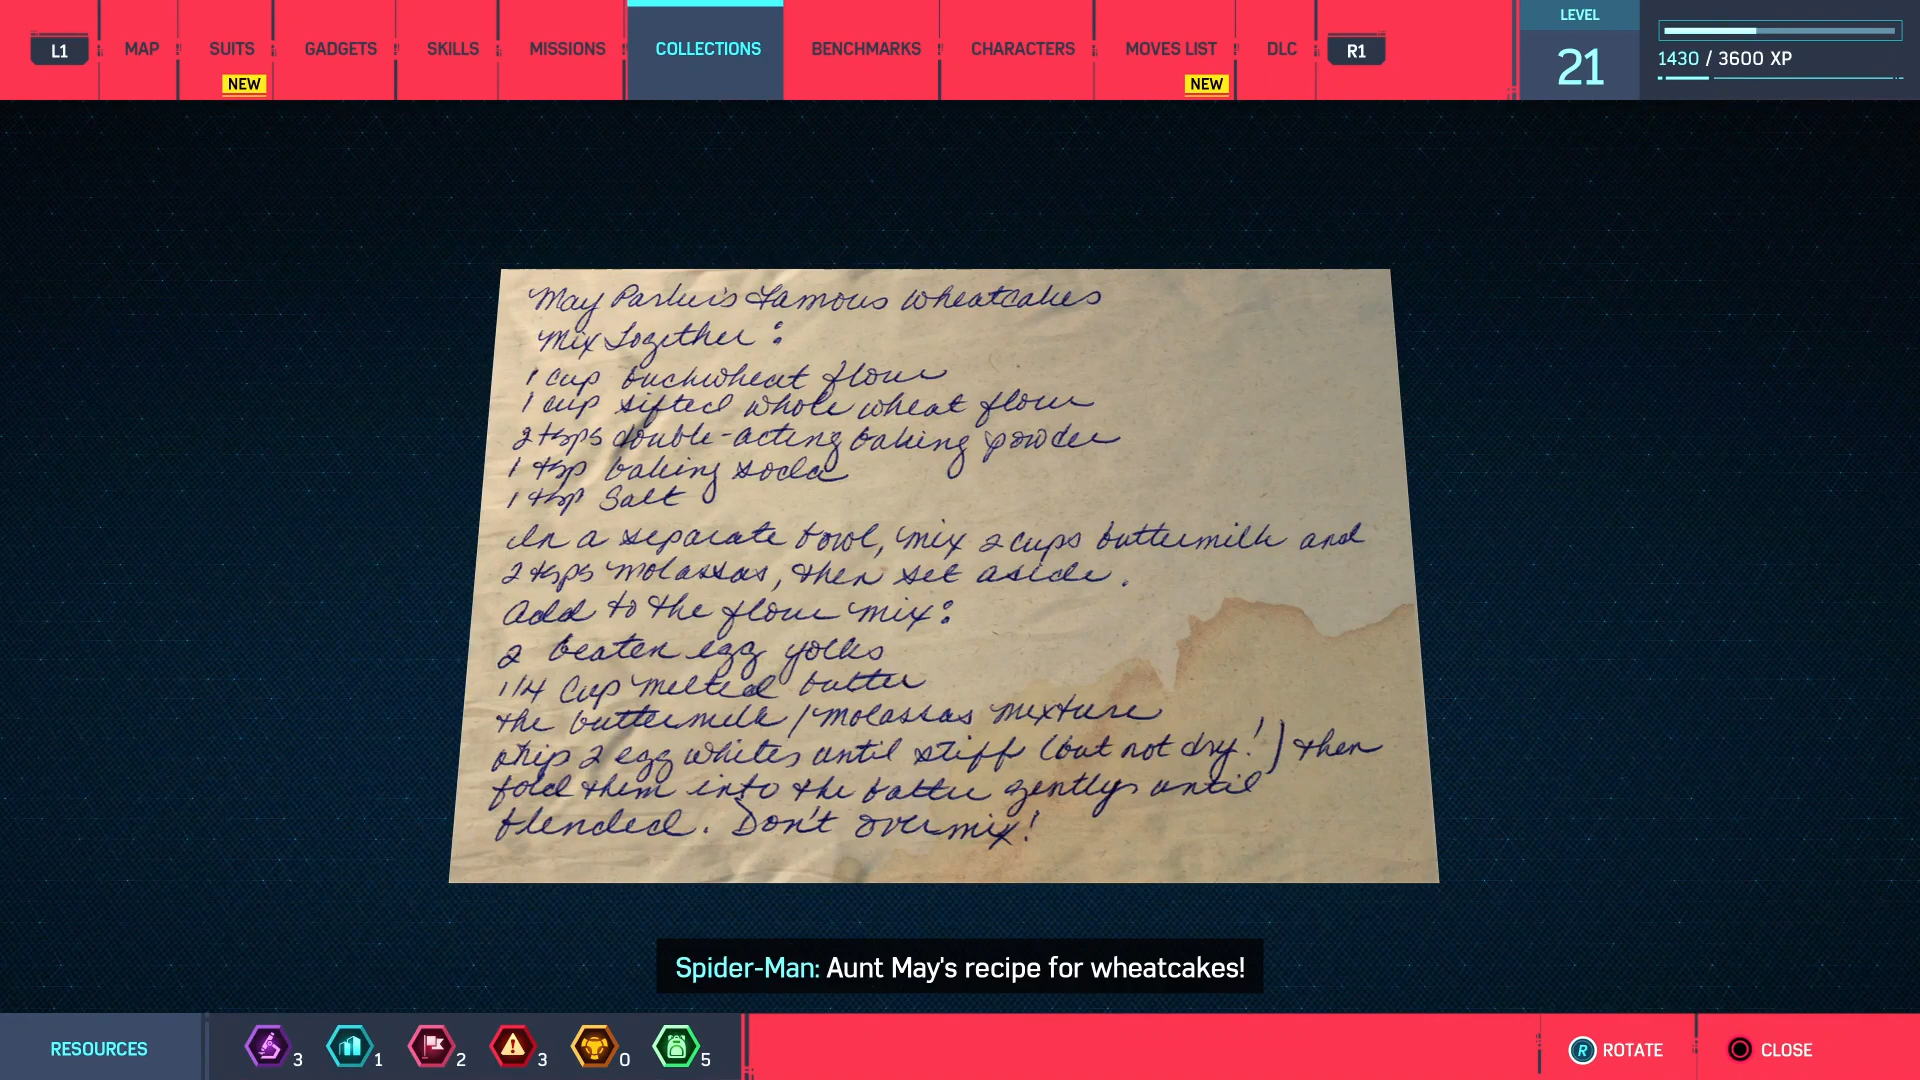 L1 MAP SUITS GADGETS SKILLS MISSIONS COLLECTIONS BENCHMARKS CHARACTERS MOVES LIST DLC R1
NEW NEW
LEVEL
21
1430 / 3600 XP
May Parker's Famous Wheatcakes
Mix Together:
1 cup buckwheat flour
1 cup sifted whole wheat flour
2 tsps double-acting baking powder
1 tsp baking soda
1 tsp Salt
In a separate bowl, mix 2 cups buttermilk and
2 tsps molassas, then set aside.
Add to the flour mix:
2 beaten egg yolks
1/4 Cup melted butter
the buttermilk/molassas mixture
whip 2 egg whites until stiff (but not dry!) then
fold them into the batter gently until
blended. Don't overmix!
Spider-Man: Aunt May's recipe for wheatcakes!
RESOURCES 3 1 2 3 0 5 R ROTATE CLOSE